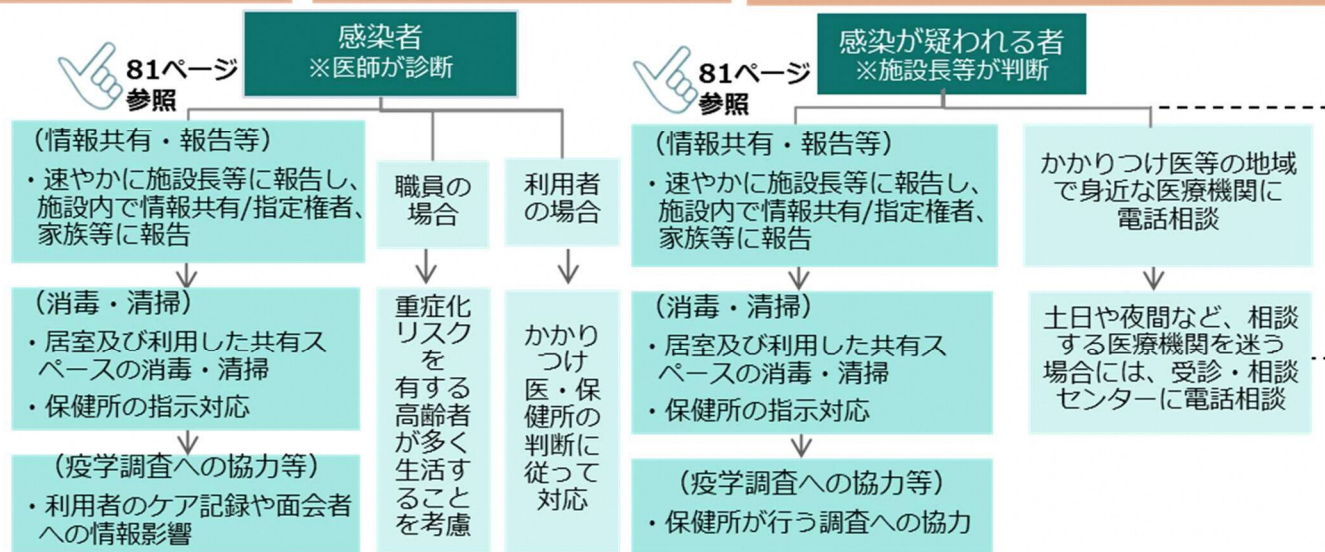 感染者
※医師が診断
81ページ
参照
(情報共有・報告等)
・速やかに施設長等に報告し、
施設内で情報共有/指定権者、
家族等に報告
(消毒・清掃)
・居室及び利用した共有ス
ペースの消毒・清掃
・保健所の指示対応
(疫学調査への協力等)
・利用者のケア記録や面会者
への情報影響
職員の
場合
重症化
リスク
を
有する
高齢者
が多く
生活す
ること
を考慮
利用者
の場合
かかり
つけ
医・保
健所の
判断に
従って
対応
感染が疑われる者
※施設長等が判断
81ページ
参照
(情報共有・報告等)
・速やかに施設長等に報告し、
施設内で情報共有/指定権者、
家族等に報告
(消毒・清掃)
・居室及び利用した共有ス
ペースの消毒・清掃
・保健所の指示対応
(疫学調査への協力等)
・保健所が行う調査への協力
かかりつけ医等の地域
で身近な医療機関に
電話相談
土日や夜間など、相談
する医療機関を迷う
場合には、受診・相談
センターに電話相談